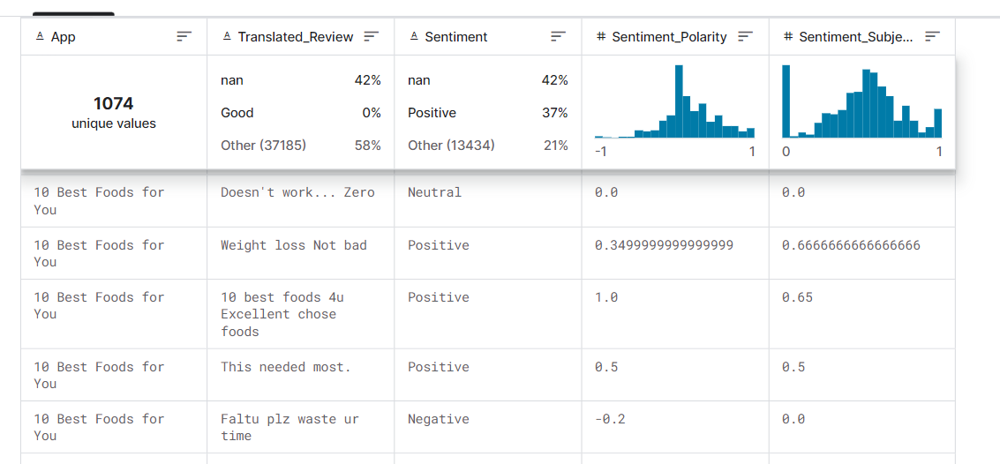 App Translated_Review Sentiment Sentiment_Polarity Sentiment_Subje...
1074
unique values
nan 42%
Good 0%
Other (37185) 58%
nan 42%
Positive 37%
Other (13434) 21%
-1 1
0 1
10 Best Foods for
You
Doesn't work... Zero
Neutral
0.0
0.0
10 Best Foods for
You
Weight loss Not bad
Positive
0.3499999999999999
0.6666666666666666
10 Best Foods for
You
10 best foods 4u
Excellent chose
foods
Positive
1.0
0.65
10 Best Foods for
You
This needed most.
Positive
0.5
0.5
10 Best Foods for
You
Faltu plz waste ur
time
Negative
-0.2
0.0